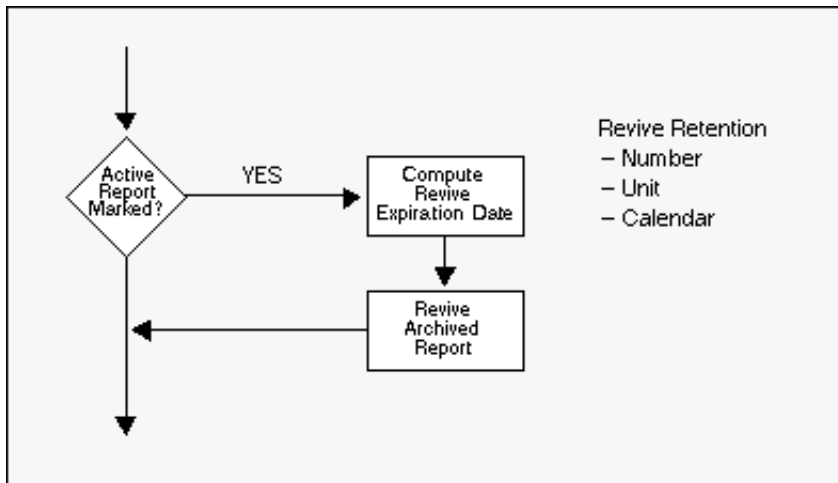 Active
Report
Marked?
YES
Compute
Revive
Expiration Date
Revive
Archived
Report
Revive Retention
– Number
– Unit
– Calendar